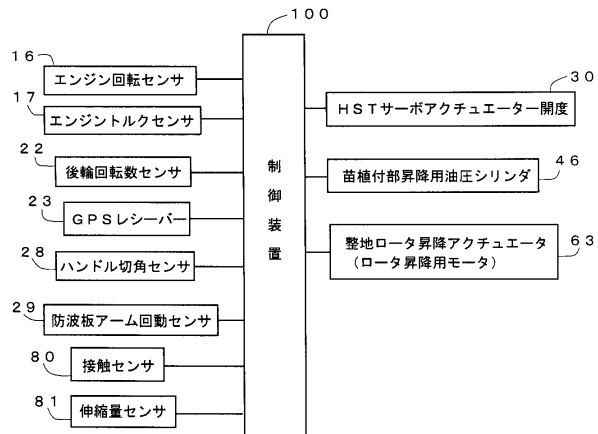 100
16
エンジン回転センサ
17
エンジントルクセンサ
22
後輪回転数センサ
23
GPSレシーバー
28
ハンドル切角センサ
29
防波板アーム回動センサ
80
接触センサ
81
伸縮量センサ
制御装置
30
HSTサーボアクチュエーター開度
46
苗植付部昇降用油圧シリンダ
63
整地ロータ昇降アクチュエータ
(ロータ昇降用モータ)